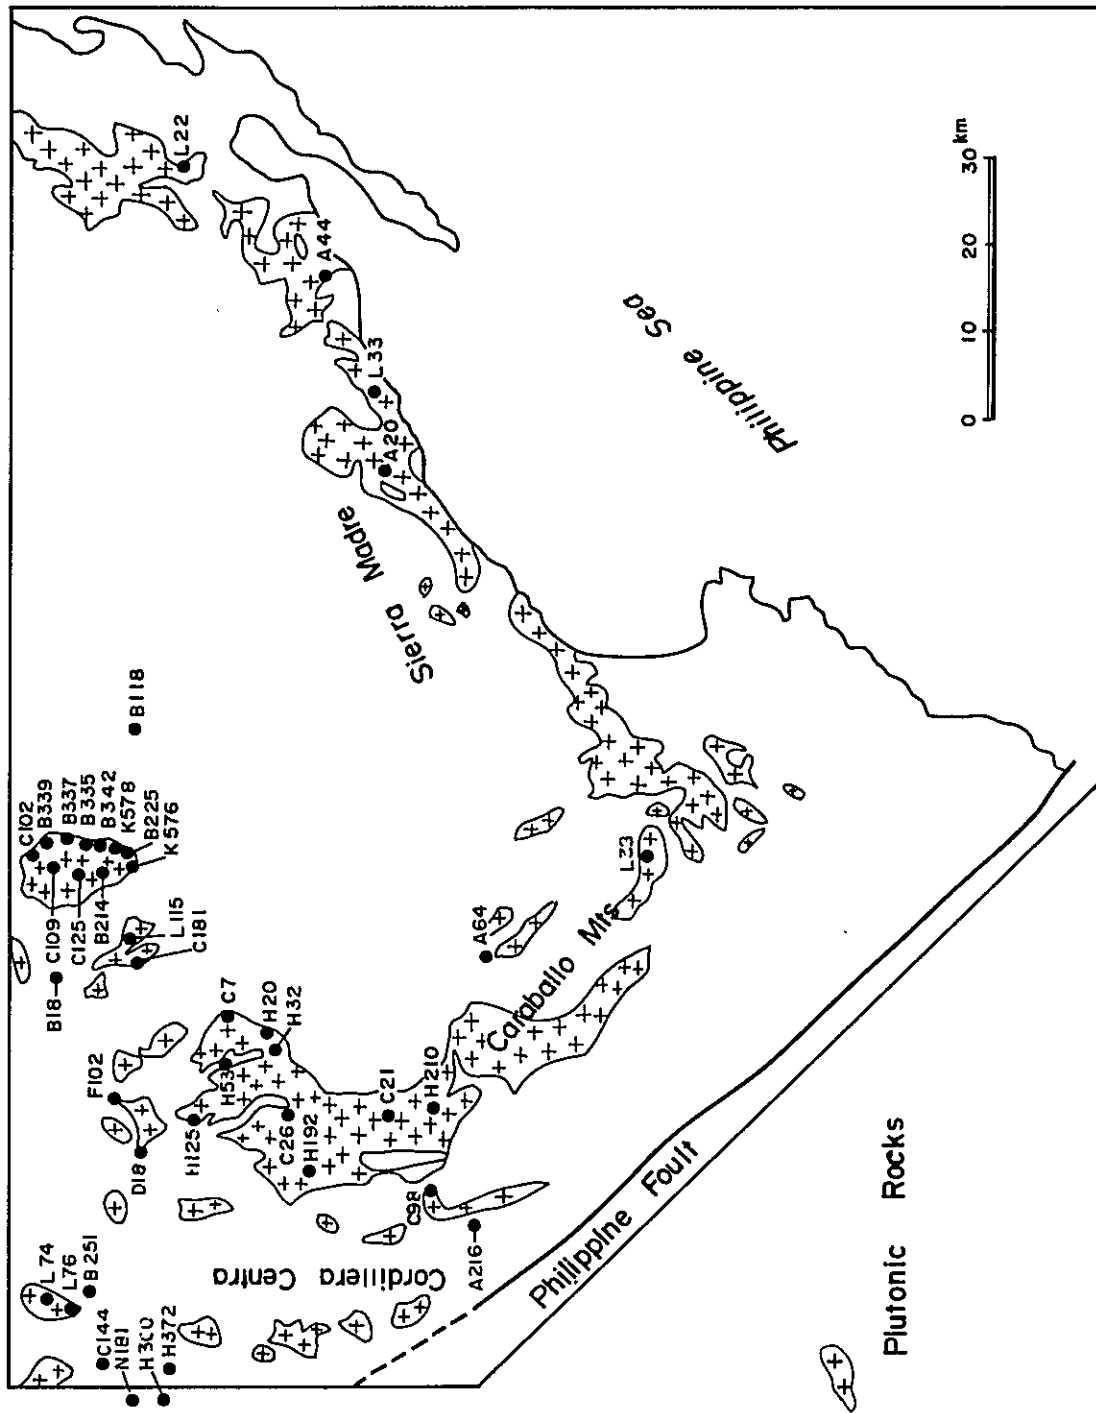 L22
A44
L33
A20
Sierra Madre
Philippine Sea
0 10 20 30 km
B118
C102
B339
B337
B335
B342
K578
B225
K576
C109
C125
B214
L115
C181
B18
L33
A64
Caraballo Mts.
C7
H20
H32
H53
F102
D18
H125
C26
H192
C21
H210
C98
A216
Cordillera Centra
L74
L76
B251
C144
N181
H300
H372
Philippine Foult
Plutonic Rocks